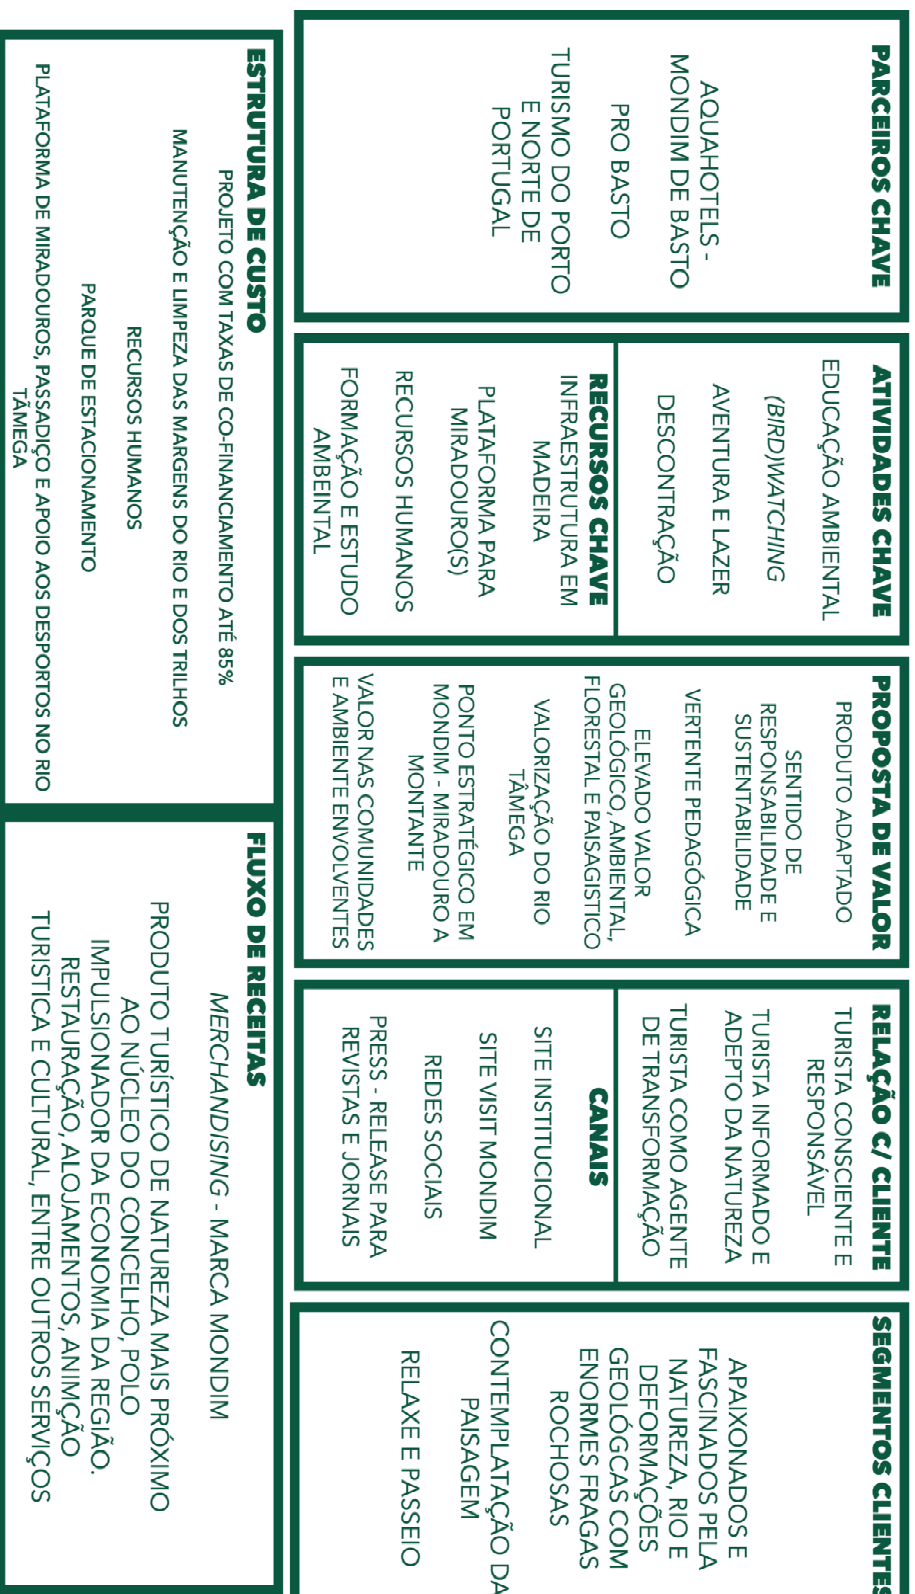 PARCEIROS CHAVE
AQUAHOTELS -
MONDIM DE BASTO
PRO BASTO
TURISMO DO PORTO
E NORTE DE
PORTUGAL
ATIVIDADES CHAVE
EDUCAÇÃO AMBIENTAL
(BIRD)WATCHING
AVENTURA E LAZER
DESCONTRAÇÃO
RECURSOS CHAVE
INFRAESTRUTURA EM
MADEIRA
PLATAFORMA PARA
MIRADOURO(S)
RECURSOS HUMANOS
FORMAÇÃO E ESTUDO
AMBEINTAL
PROPOSTA DE VALOR
PRODUTO ADAPTADO
SENTIDO DE
RESPONSABILIDADE E
SUSTENTABILIDADE
VERTENTE PEDAGÓGICA
ELEVADO VALOR
GEOLÓGICO, AMBIENTAL,
FLORESTAL E PAISAGISTICO
VALORIZAÇÃO DO RIO
TÂMEGA
PONTO ESTRATÉGICO EM
MONDIM - MIRADOURO A
MONTANTE
VALOR NAS COMUNIDADES
E AMBIENTE ENVOLVENTES
RELAÇÃO C/ CLIENTE
TURISTA CONSCIENTE E
RESPONSÁVEL
TURISTA INFORMADO E
ADEPTO DA NATUREZA
TURISTA COMO AGENTE
DE TRANSFORMAÇÃO
CANAIS
SITE INSTITUCIONAL
SITE VISIT MONDIM
REDES SOCIAIS
PRESS - RELEASE PARA
REVISTAS E JORNAIS
SEGMENTOS CLIENTES
APAIXONADOS E
FASCINADOS PELA
NATUREZA, RIO E
DEFORMAÇÕES
GEOLÓGCAS COM
ENORMES FRAGAS
ROCHOSAS
CONTEMPLATAÇÃO DA
PAISAGEM
RELAXE E PASSEIO
ESTRUTURA DE CUSTO
PROJETO COM TAXAS DE CO-FINANCIAMENTO ATÉ 85%
MANUTENÇÃO E LIMPEZA DAS MARGENS DO RIO E DOS TRILHOS
RECURSOS HUMANOS
PARQUE DE ESTACIONAMENTO
PLATAFORMA DE MIRADOUROS, PASSADIÇO E APOIO AOS DESPORTOS NO RIO
TÂMEGA
FLUXO DE RECEITAS
MERCHANDISING - MARCA MONDIM
PRODUTO TURÍSTICO DE NATUREZA MAIS PRÓXIMO
AO NÚCLEO DO CONCELHO, POLO
IMPULSIONADOR DA ECONOMIA DA REGIÃO.
RESTAURAÇÃO, ALOJAMENTOS, ANIMÇÃO
TURISTICA E CULTURAL, ENTRE OUTROS SERVIÇOS